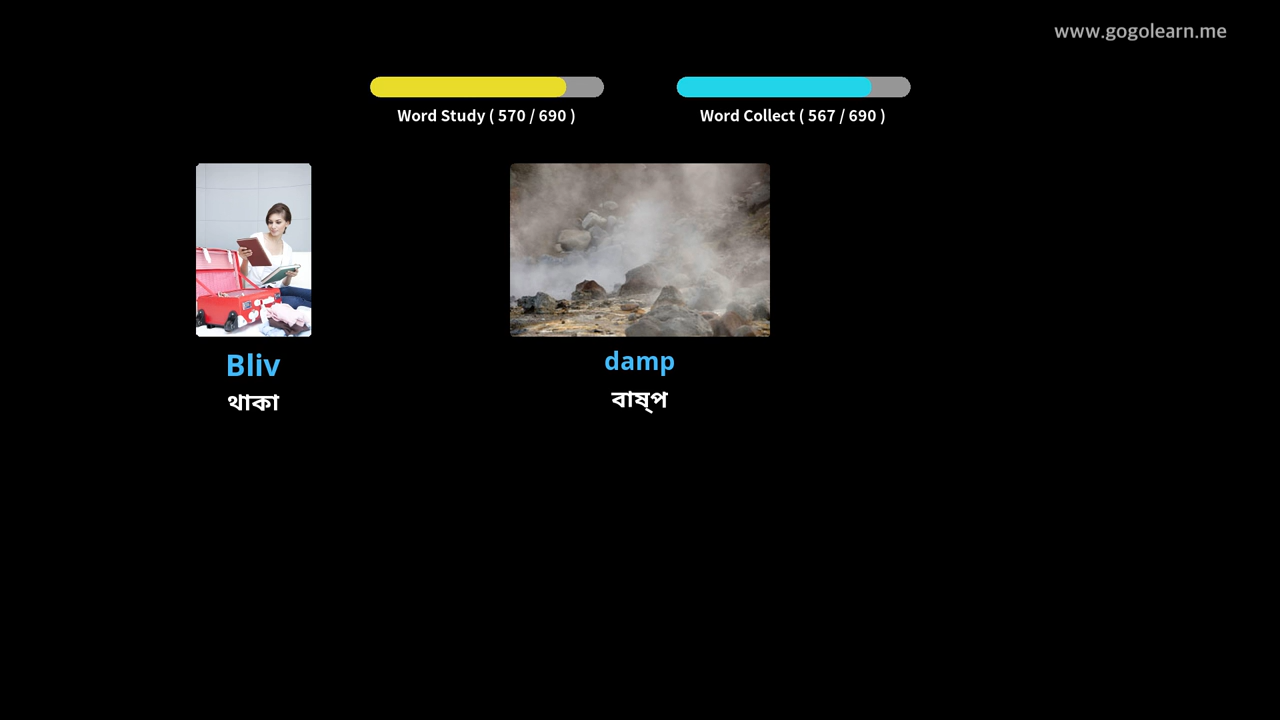 www.gogolearn.me
Word Study ( 570 / 690 )
Word Collect ( 567 / 690 )
Bliv
থাকা
damp
বাষ্প